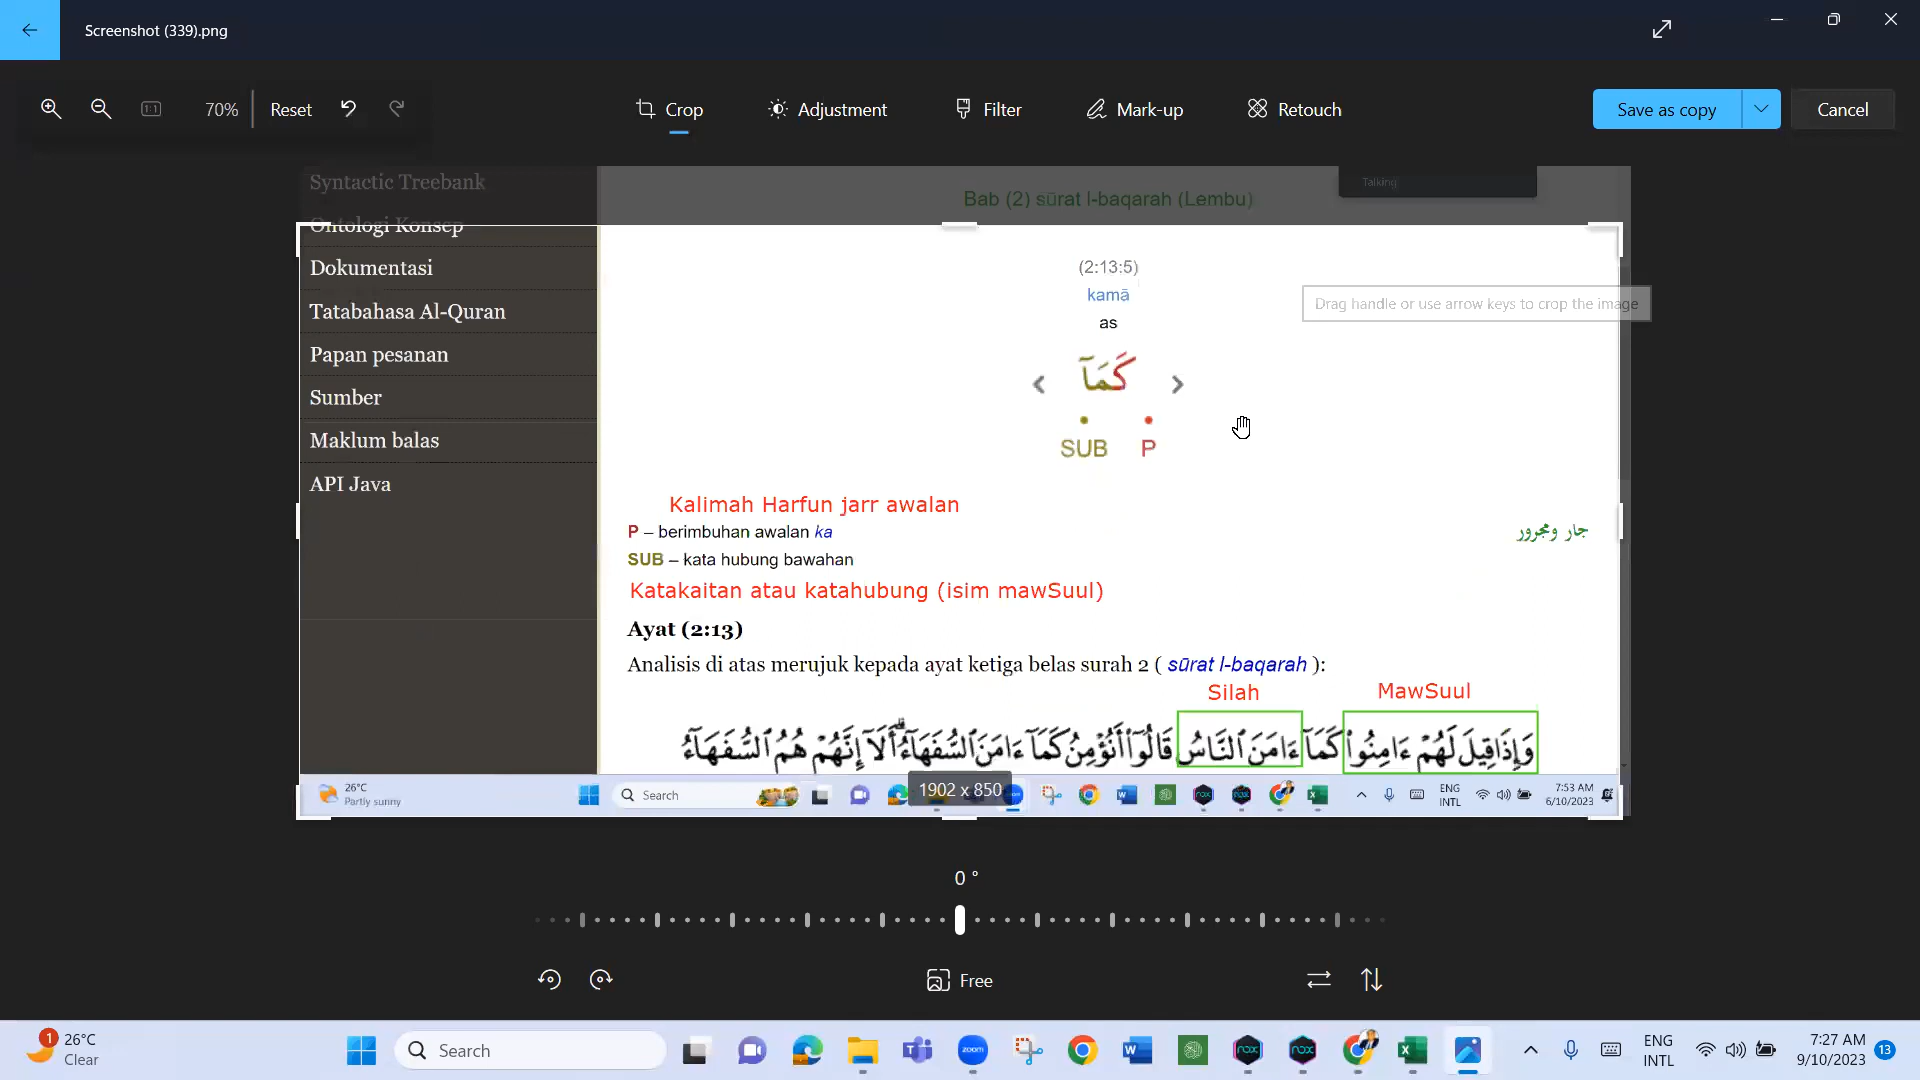 Screenshot (339).png
70%
Reset
Crop
Adjustment
Filter
Mark-up
Retouch
Save as copy
Cancel
Syntactic Treebank
Ontologi Konsep
Dokumentasi
Tatabahasa Al-Quran
Papan pesanan
Sumber
Maklum balas
API Java
Talking:
Bab (2) sūrat l-baqarah (Lembu)
(2:13:5)
kamā
as
Drag handle or use arrow keys to crop the image
كَمَآ
SUB P
Kalimah Harfun jarr awalan
P – berimbuhan awalan ka
جار ومجرور
SUB – kata hubung bawahan
Katakaitan atau katahubung (isim mawSuul)
Ayat (2:13)
Analisis di atas merujuk kepada ayat ketiga belas surah 2 ( sūrat l-baqarah ):
Silah MawSuul
وَإِذَا قِيلَ لَهُمْ ءَامِنُوا۟ كَمَآ ءَامَنَ ٱلنَّاسُ قَالُوٓا۟ أَنُؤْمِنُ كَمَآ ءَامَنَ ٱلسُّفَهَآءُ ۗ أَلَآ إِنَّهُمْ هُمُ ٱلسُّفَهَآءُ
26°C
Partly sunny
Search
1902 x 850
ENG
INTL
7:53 AM
6/10/2023
0 °
Free
1
26°C
Clear
Search
zoom
nox
nox
ENG
INTL
7:27 AM
9/10/2023
13